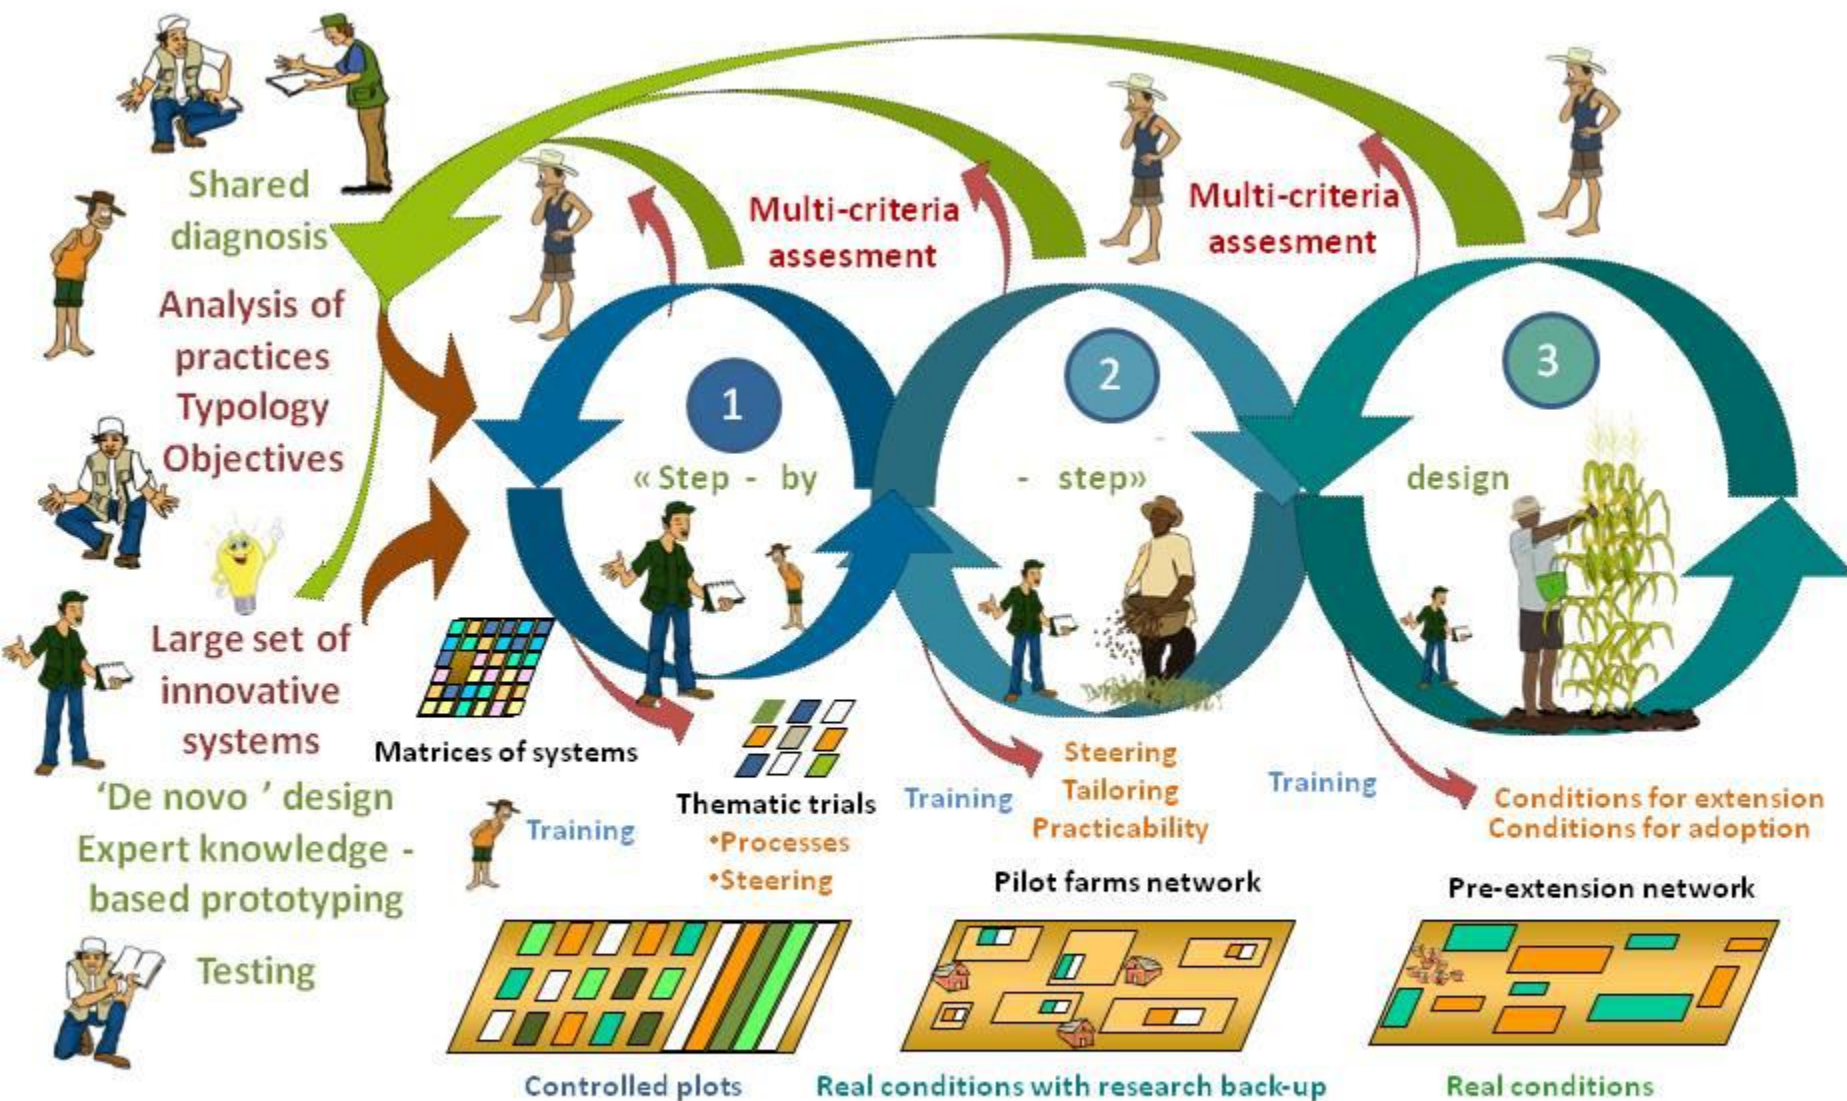 Shared
diagnosis
Analysis of
practices
Typology
Objectives
Large set of
innovative
systems
‘De novo ’ design
Expert knowledge -
based prototyping
Testing
Multi-criteria
assesment
Multi-criteria
assesment
1
2
3
« Step - by - step» design
Matrices of systems
Training
Thematic trials
•Processes
•Steering
Controlled plots
Training
Steering
Tailoring
Practicability
Pilot farms network
Real conditions with research back-up
Training
Conditions for extension
Conditions for adoption
Pre-extension network
Real conditions